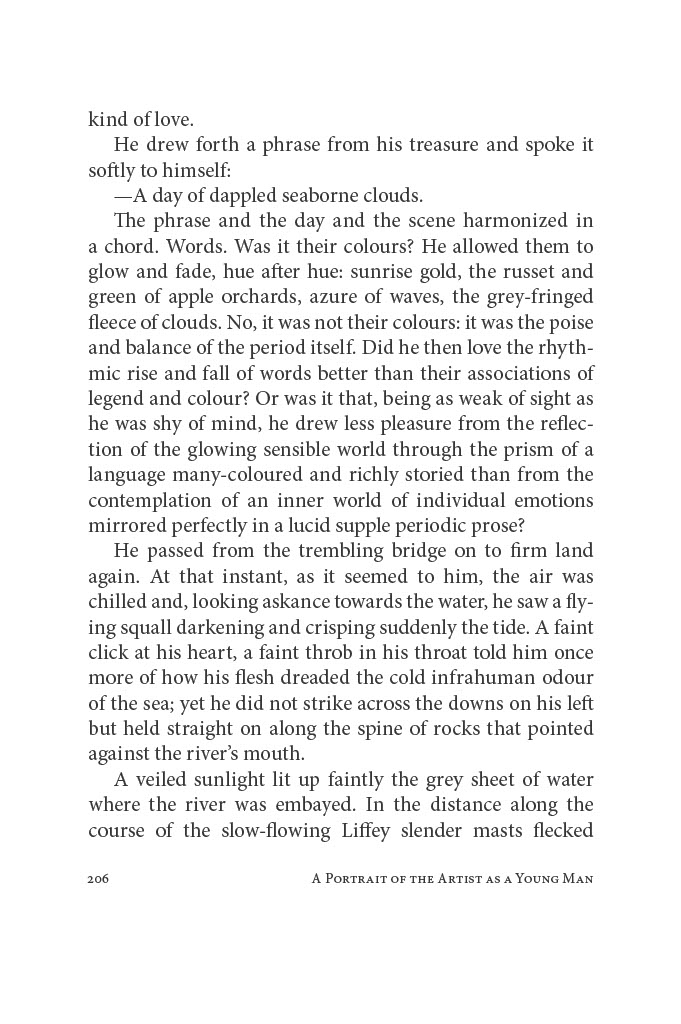 kind of love.
He drew forth a phrase from his treasure and spoke it
softly to himself:
—A day of dappled seaborne clouds.
The phrase and the day and the scene harmonized in
a chord. Words. Was it their colours? He allowed them to
glow and fade, hue after hue: sunrise gold, the russet and
green of apple orchards, azure of waves, the grey-fringed
fleece of clouds. No, it was not their colours: it was the poise
and balance of the period itself. Did he then love the rhyth-
mic rise and fall of words better than their associations of
legend and colour? Or was it that, being as weak of sight as
he was shy of mind, he drew less pleasure from the reflec-
tion of the glowing sensible world through the prism of a
language many-coloured and richly storied than from the
contemplation of an inner world of individual emotions
mirrored perfectly in a lucid supple periodic prose?
He passed from the trembling bridge on to firm land
again. At that instant, as it seemed to him, the air was
chilled and, looking askance towards the water, he saw a fly-
ing squall darkening and crisping suddenly the tide. A faint
click at his heart, a faint throb in his throat told him once
more of how his flesh dreaded the cold infrahuman odour
of the sea; yet he did not strike across the downs on his left
but held straight on along the spine of rocks that pointed
against the river's mouth.
A veiled sunlight lit up faintly the grey sheet of water
where the river was embayed. In the distance along the
course of the slow-flowing Liffey slender masts flecked
206 A Portrait of the Artist as a Young Man